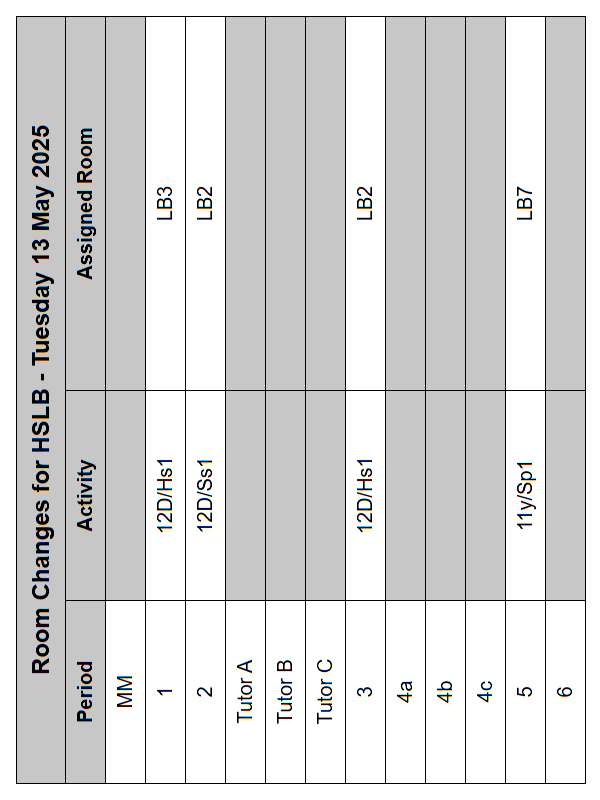 Room Changes for HSLB - Tuesday 13 May 2025
Period Activity Assigned Room
MM
1 12D/Hs1 LB3
2 12D/Ss1 LB2
Tutor A
Tutor B
Tutor C
3 12D/Hs1 LB2
4a
4b
4c
5 11y/Sp1 LB7
6